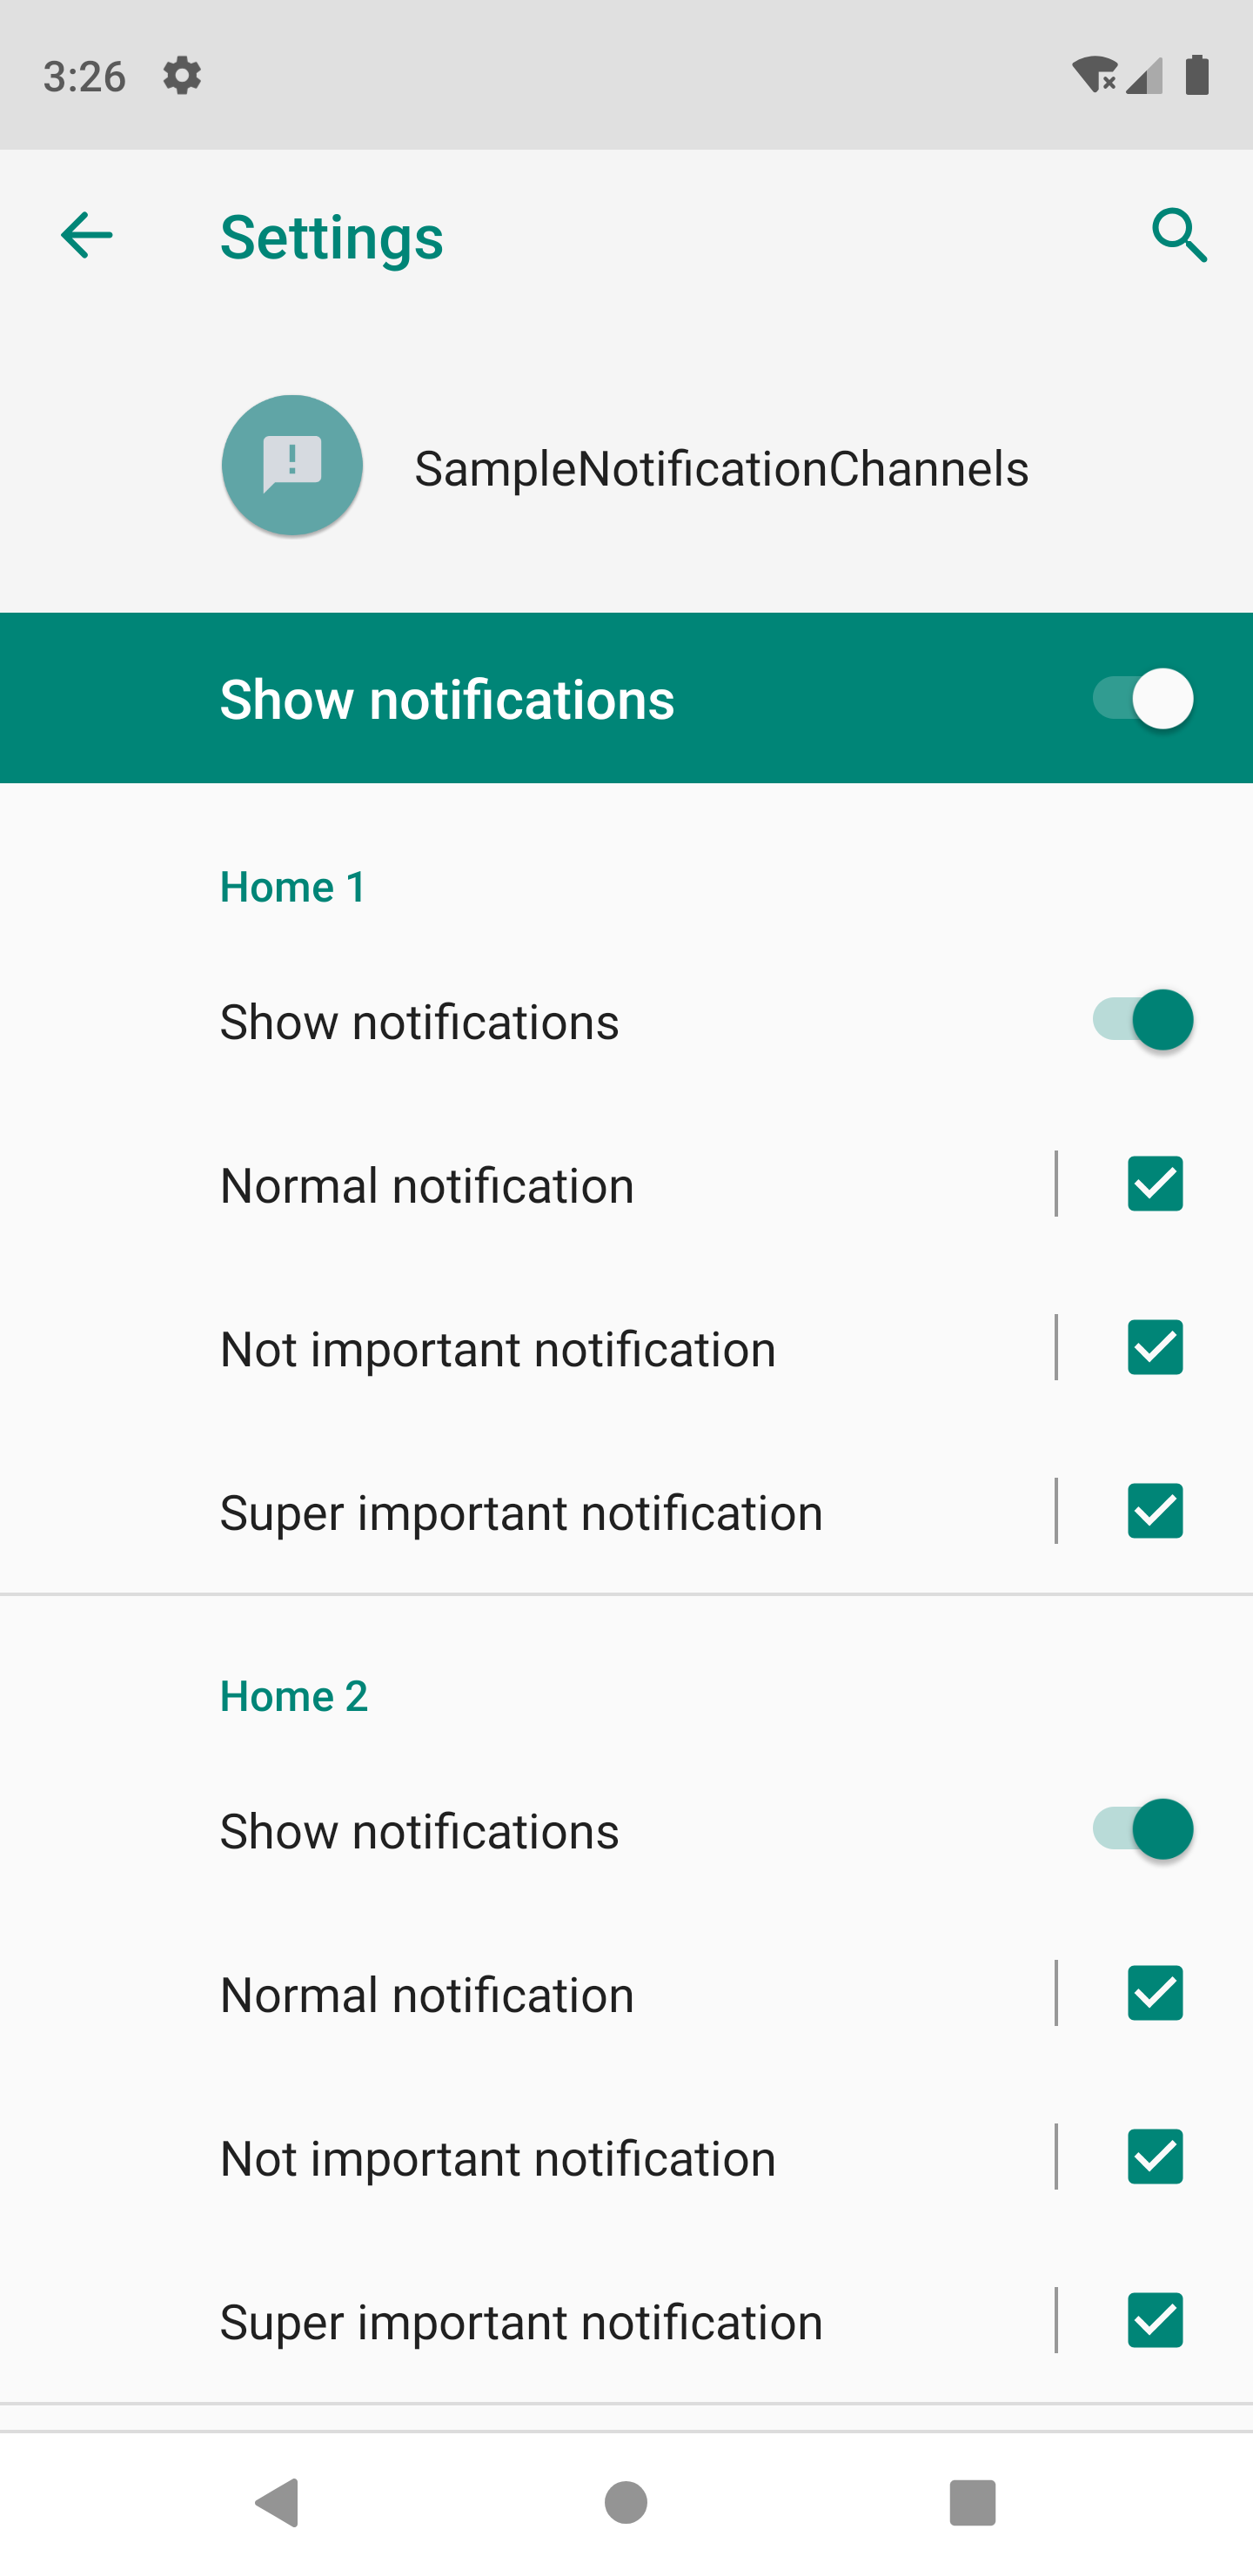 3:26
Settings
SampleNotificationChannels
Show notifications
Home 1
Show notifications
Normal notification
Not important notification
Super important notification
Home 2
Show notifications
Normal notification
Not important notification
Super important notification